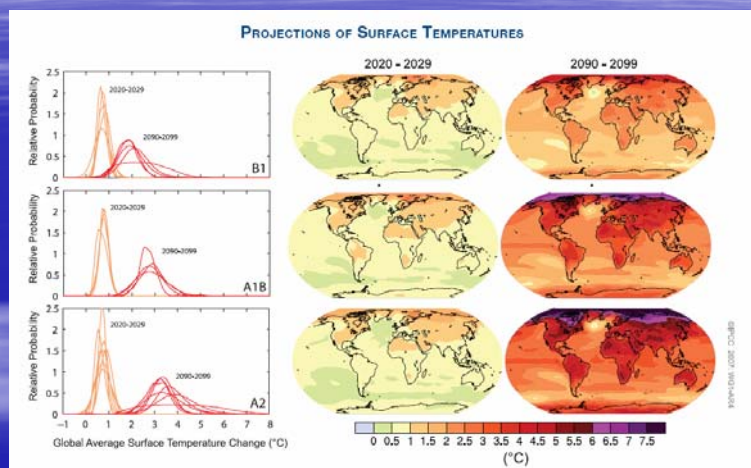 PROJECTIONS OF SURFACE TEMPERATURES
2020 - 2029
2090 - 2099
Relative Probability
2.5
2
1.5
1
0.5
0
2020-2029
2090-2099
B1
Relative Probability
2.5
2
1.5
1
0.5
0
2020-2029
2090-2099
A1B
Relative Probability
2.5
2
1.5
1
0.5
0
2020-2029
2090-2099
A2
-1 0 1 2 3 4 5 6 7 8
Global Average Surface Temperature Change (°C)
0 0.5 1 1.5 2 2.5 3 3.5 4 4.5 5 5.5 6 6.5 7 7.5
(°C)
©IPCC 2007: WG1-AR4